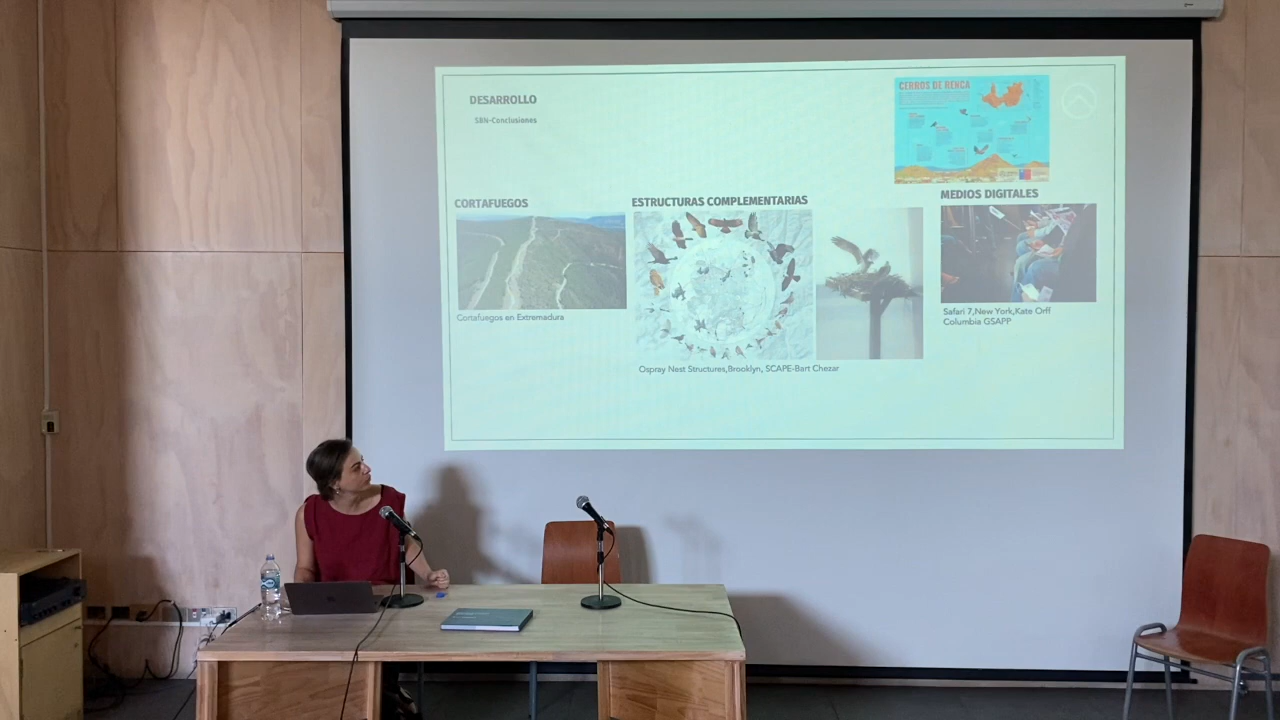 DESARROLLO
SBN-Conclusiones
CERROS DE RENCA
CORTAFUEGOS
ESTRUCTURAS COMPLEMENTARIAS
MEDIOS DIGITALES
Cortafuegos en Extremadura
Ospray Nest Structures,Brooklyn, SCAPE-Bart Chezar
Safari 7,New York,Kate Orff
Columbia GSAPP